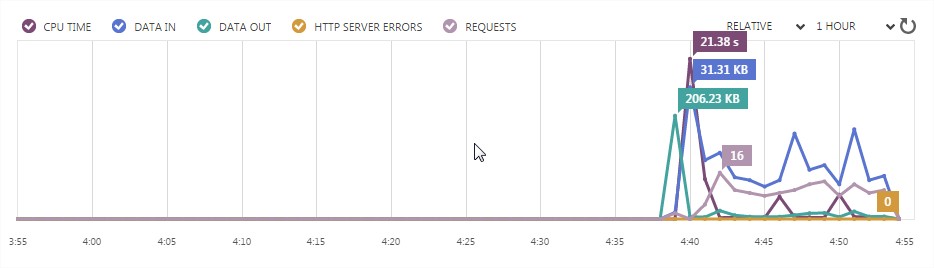 CPU TIME DATA IN DATA OUT HTTP SERVER ERRORS REQUESTS RELATIVE 1 HOUR
21.38 s
31.31 KB
206.23 KB
16
0
3:55 4:00 4:05 4:10 4:15 4:20 4:25 4:30 4:35 4:40 4:45 4:50 4:55